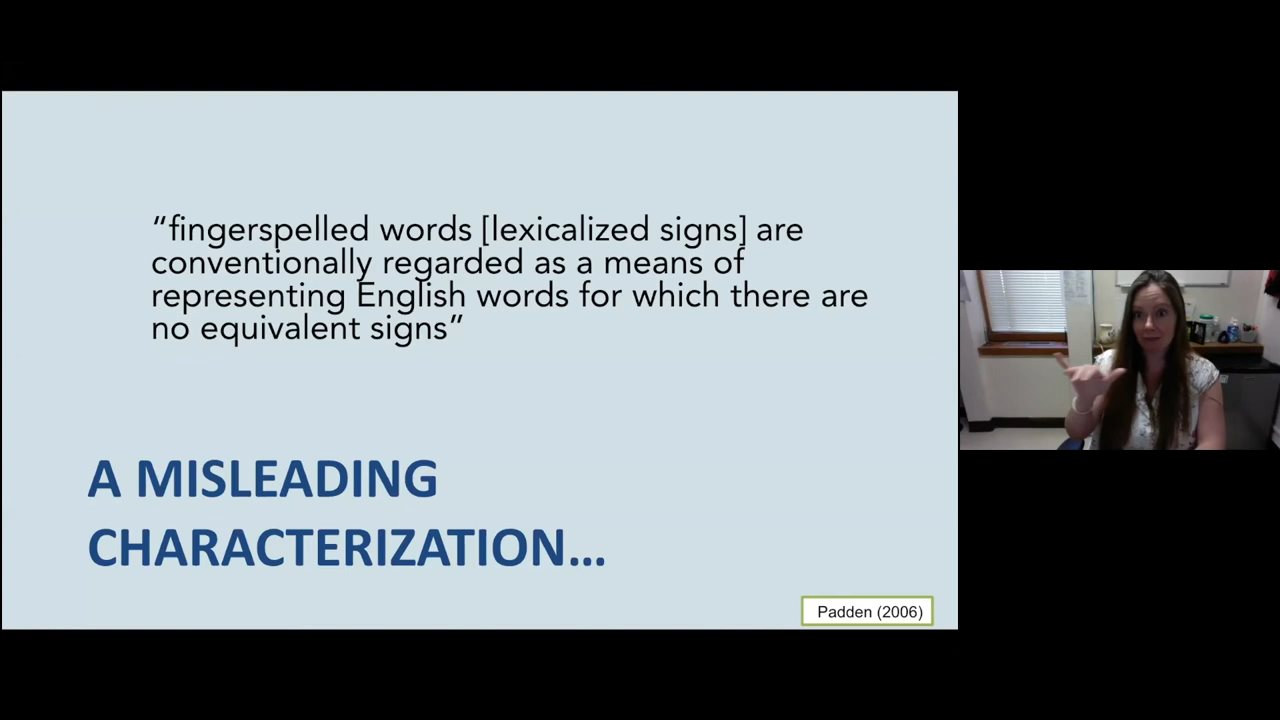 “fingerspelled words [lexicalized signs] are
conventionally regarded as a means of
representing English words for which there are
no equivalent signs”
A MISLEADING
CHARACTERIZATION…
Padden (2006)